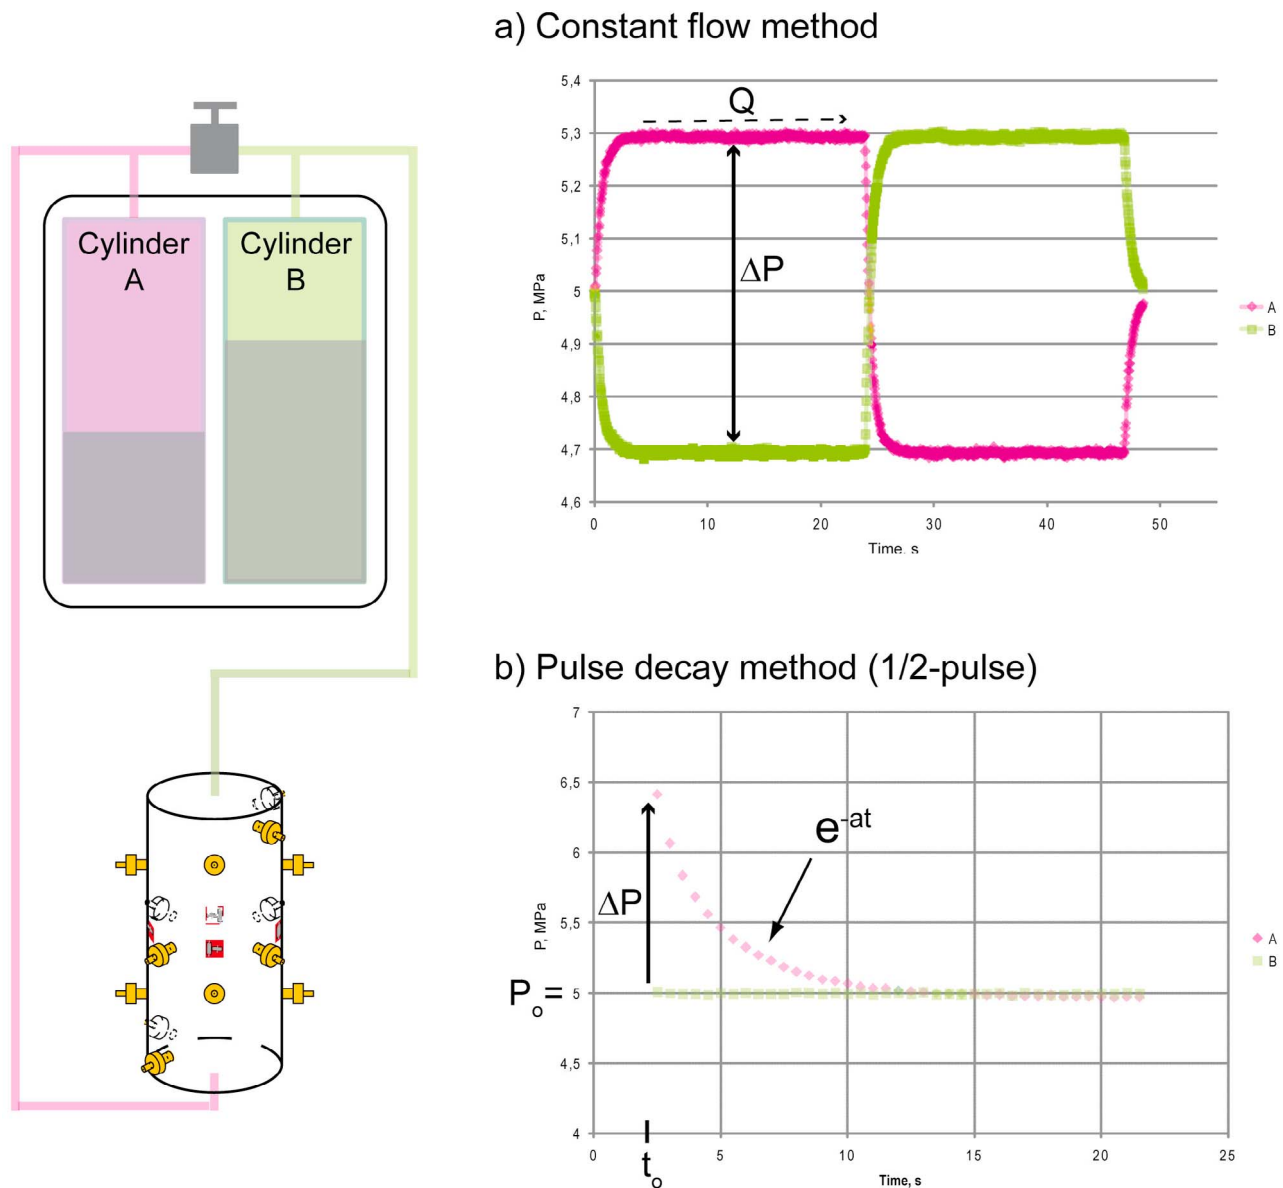 a) Constant flow method
Cylinder
A
Cylinder
B
5,4
5,3
5,2
5,1
5
4,9
4,8
4,7
4,6
P, MPa
Q
ΔP
0
10
20
30
40
50
Time, s
A
B
b) Pulse decay method (1/2-pulse)
7
6,5
6
5,5
5
4,5
4
P, MPa
ΔP
e-at
Po=
0
5
10
15
20
25
to
Time, s
A
B